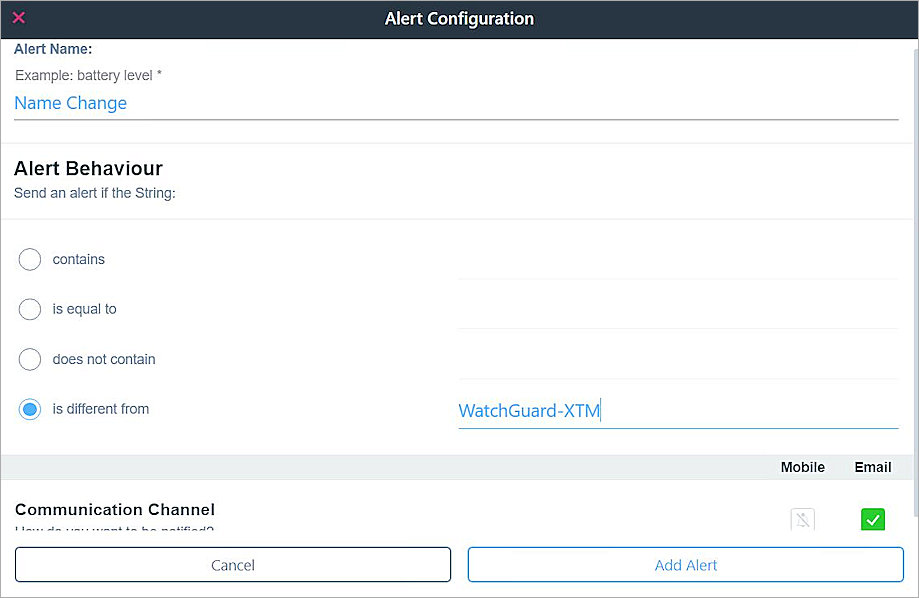 Alert Configuration
Alert Name:
Example: battery level *
Name Change
Alert Behaviour
Send an alert if the String:
contains
is equal to
does not contain
is different from
WatchGuard-XTM
Mobile Email
Communication Channel
How do you want to be notified?
Cancel
Add Alert